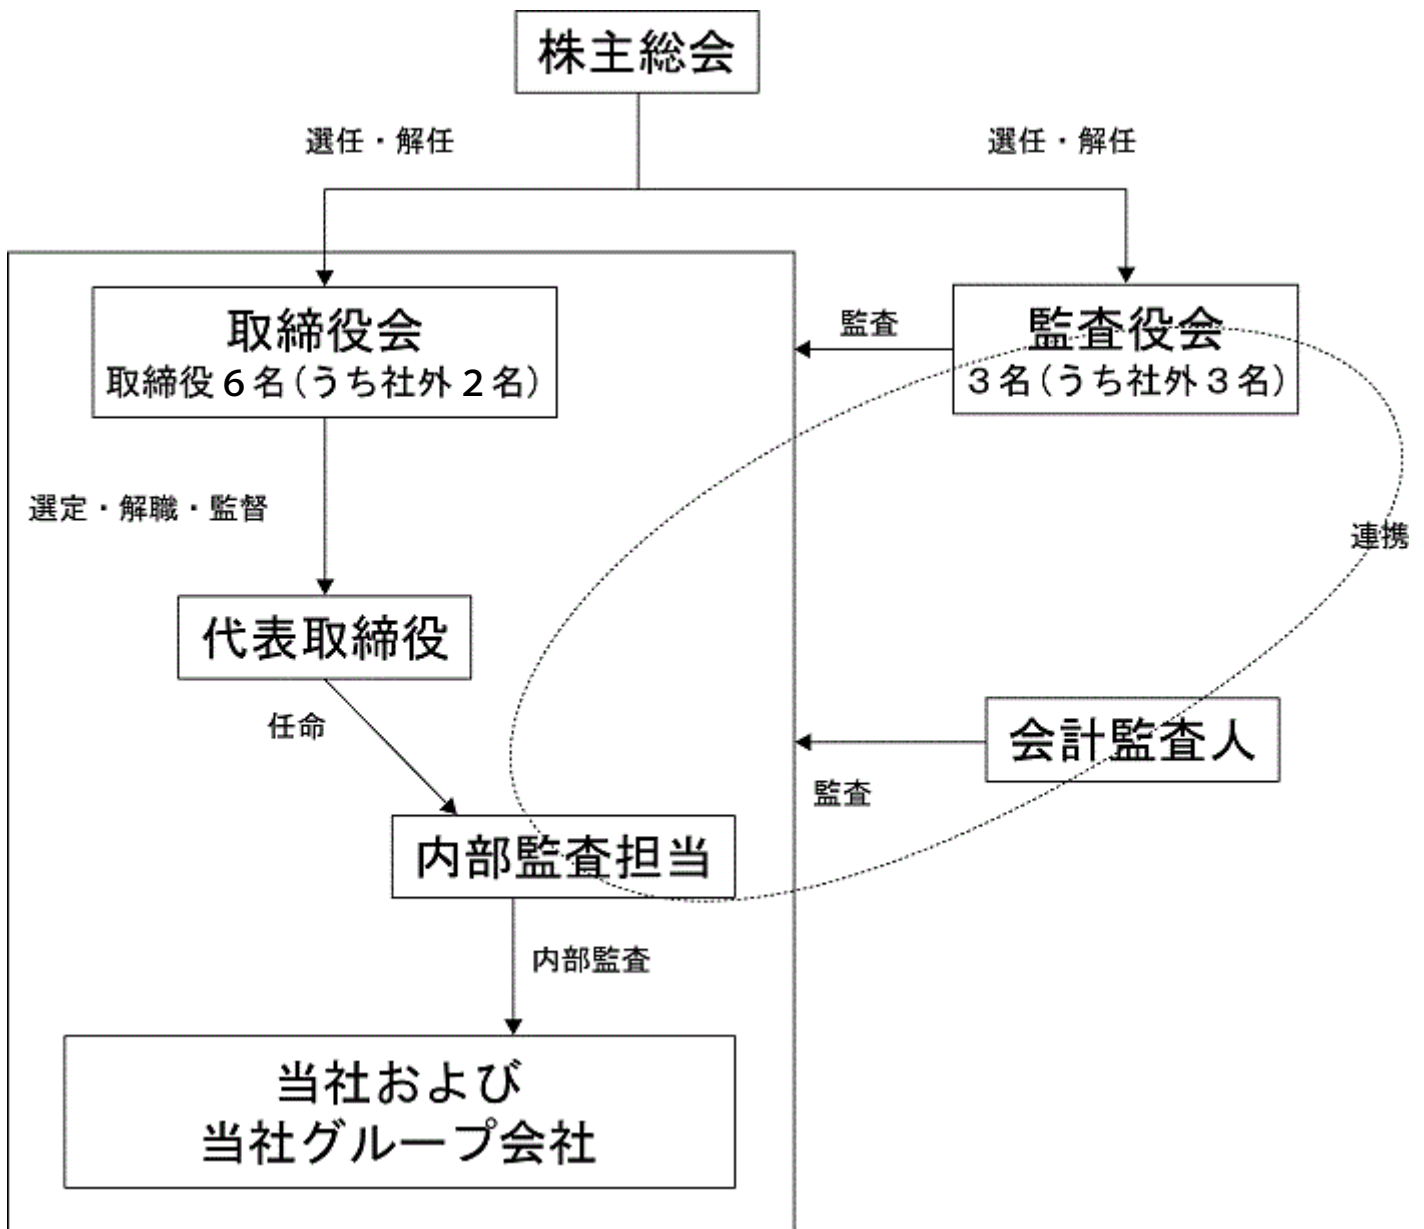 株主総会
選任・解任
選任・解任
取締役会
取締役6名(うち社外2名)
監査
監査役会
3名(うち社外3名)
選定・解職・監督
連携
代表取締役
任命
会計監査人
監査
内部監査担当
内部監査
当社および
当社グループ会社